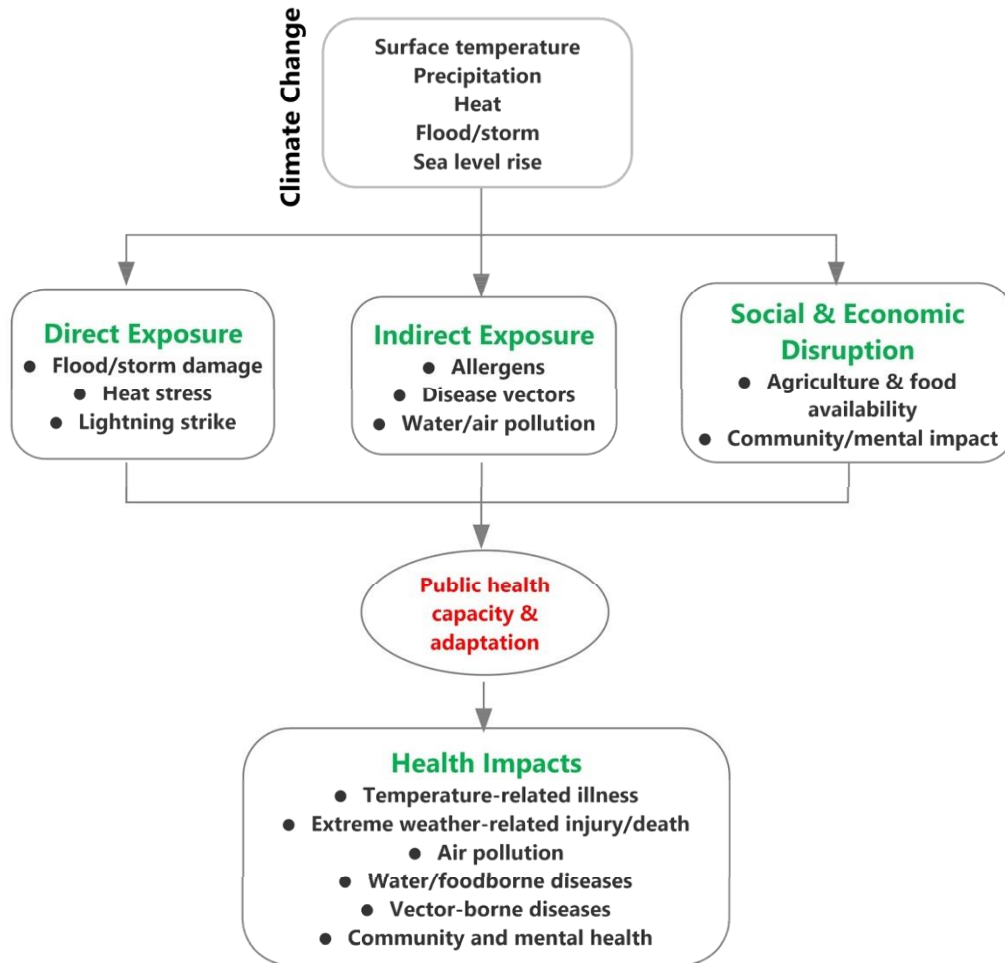 Climate Change
Surface temperature
Precipitation
Heat
Flood/storm
Sea level rise
Direct Exposure
● Flood/storm damage
● Heat stress
● Lightning strike
Indirect Exposure
● Allergens
● Disease vectors
● Water/air pollution
Social & Economic
Disruption
● Agriculture & food
availability
● Community/mental impact
Public health
capacity &
adaptation
Health Impacts
● Temperature-related illness
● Extreme weather-related injury/death
● Air pollution
● Water/foodborne diseases
● Vector-borne diseases
● Community and mental health